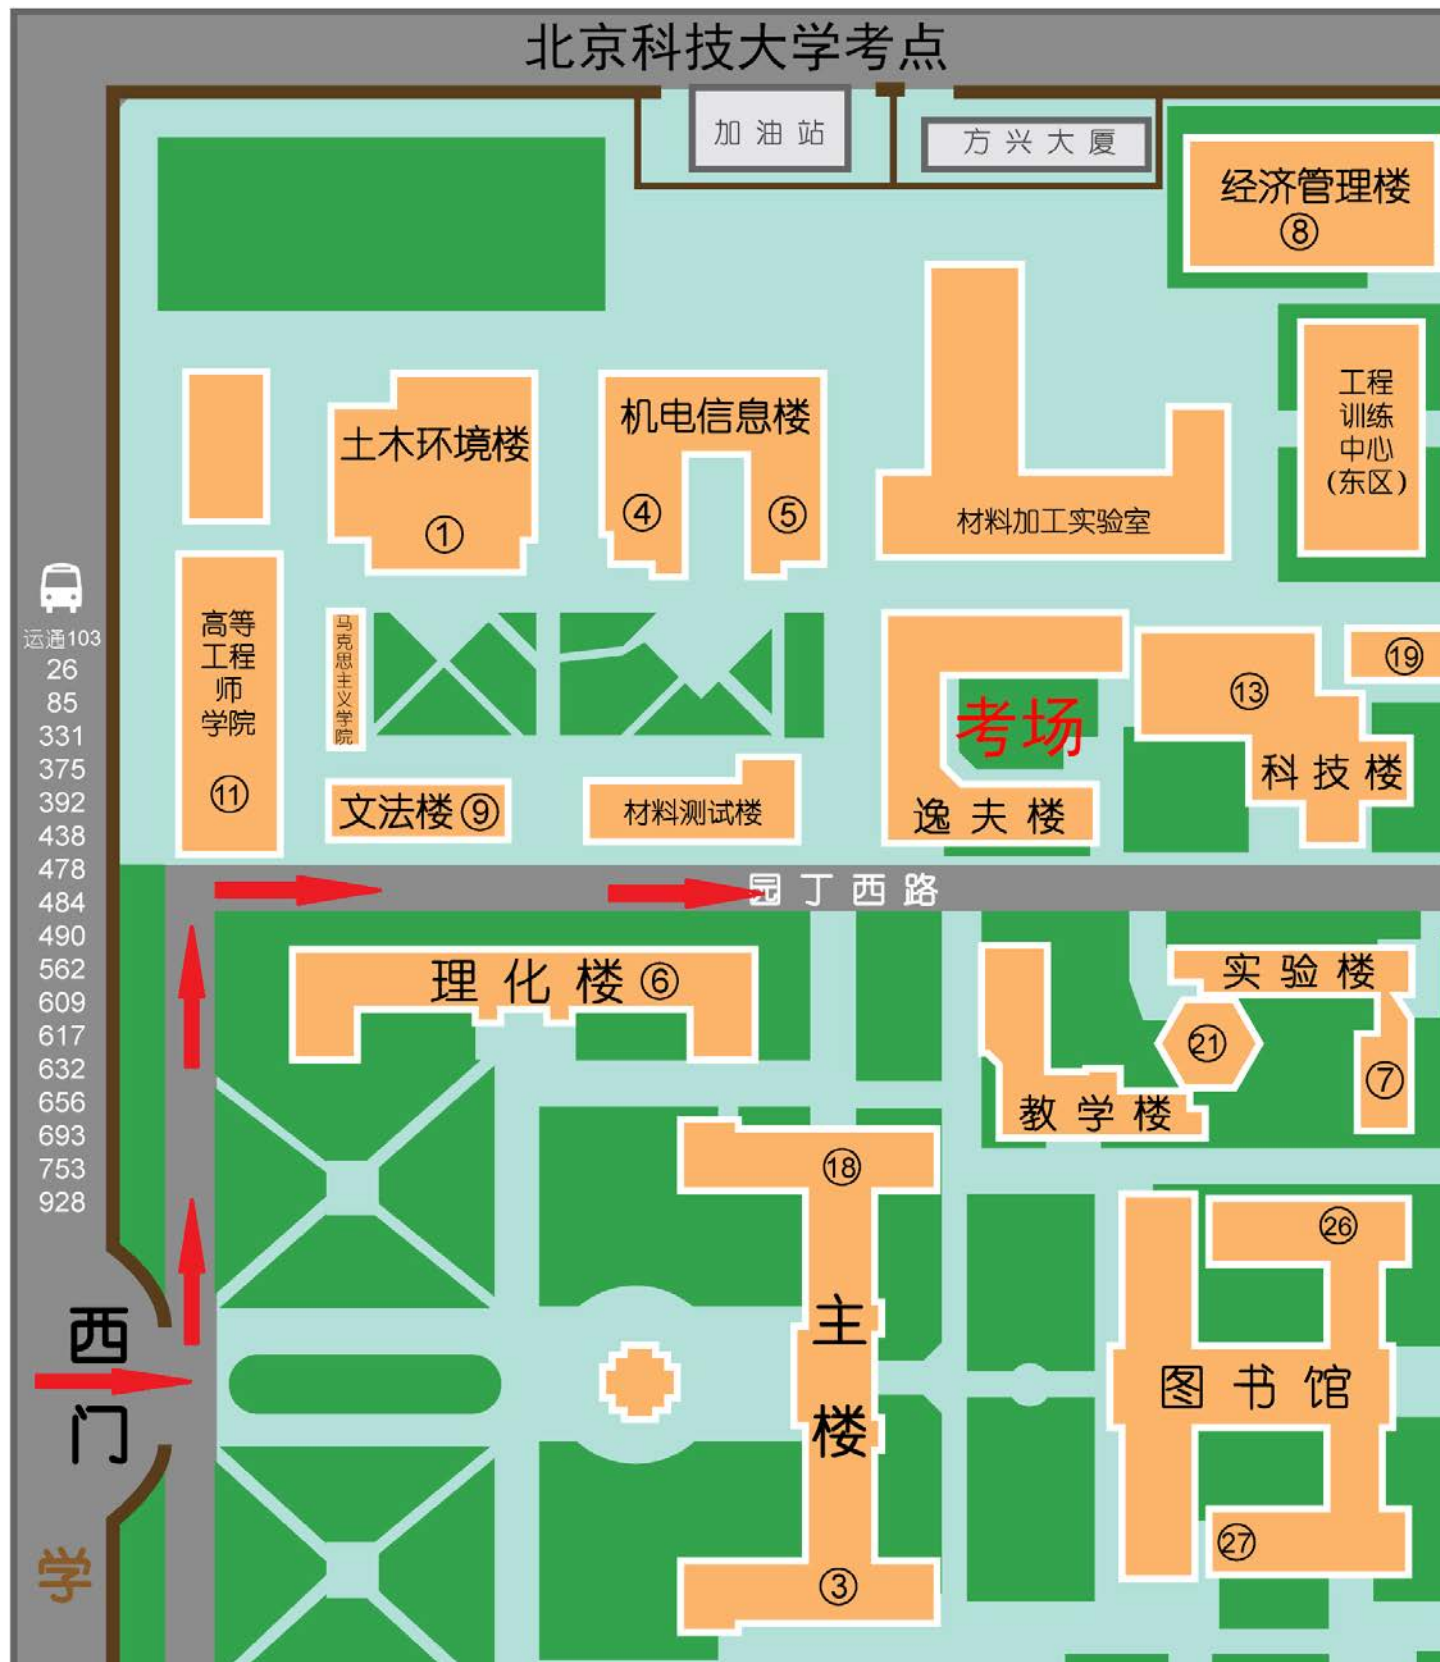 北京科技大学考点
加油站
方兴大厦
经济管理楼
⑧
工程
训练
中心
(东区)
土木环境楼
①
机电信息楼
④
⑤
材料加工实验室
运通103
26
85
331
375
392
438
478
484
490
562
609
617
632
656
693
753
928
高等
工程
师
学院
⑪
马克思主义学院
文法楼⑨
材料测试楼
考场
逸夫楼
⑬
科技楼
⑲
园丁西路
理化楼⑥
实验楼
㉑
⑦
教学楼
⑱
主楼
③
㉖
图书馆
㉗
西门
学